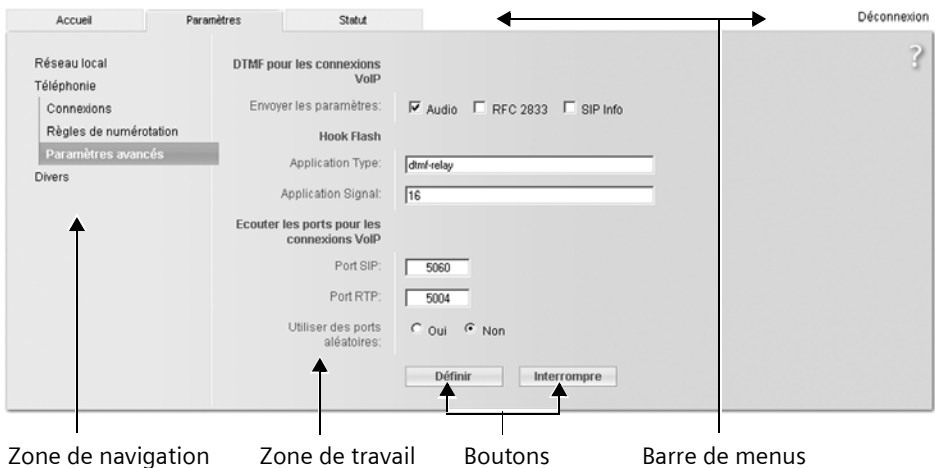 Accueil Paramètres Statut Déconnexion
?
Réseau local
Téléphonie
Connexions
Règles de numérotation
Paramètres avancés
Divers
DTMF pour les connexions
VoIP
Envoyer les paramètres: Audio RFC 2833 SIP Info
Hook Flash
Application Type: dtmf-relay
Application Signal: 16
Ecouter les ports pour les
connexions VoIP
Port SIP: 5060
Port RTP: 5004
Utiliser des ports
aléatoires: Oui Non
Définir Interrompre
Zone de navigation Zone de travail Boutons Barre de menus